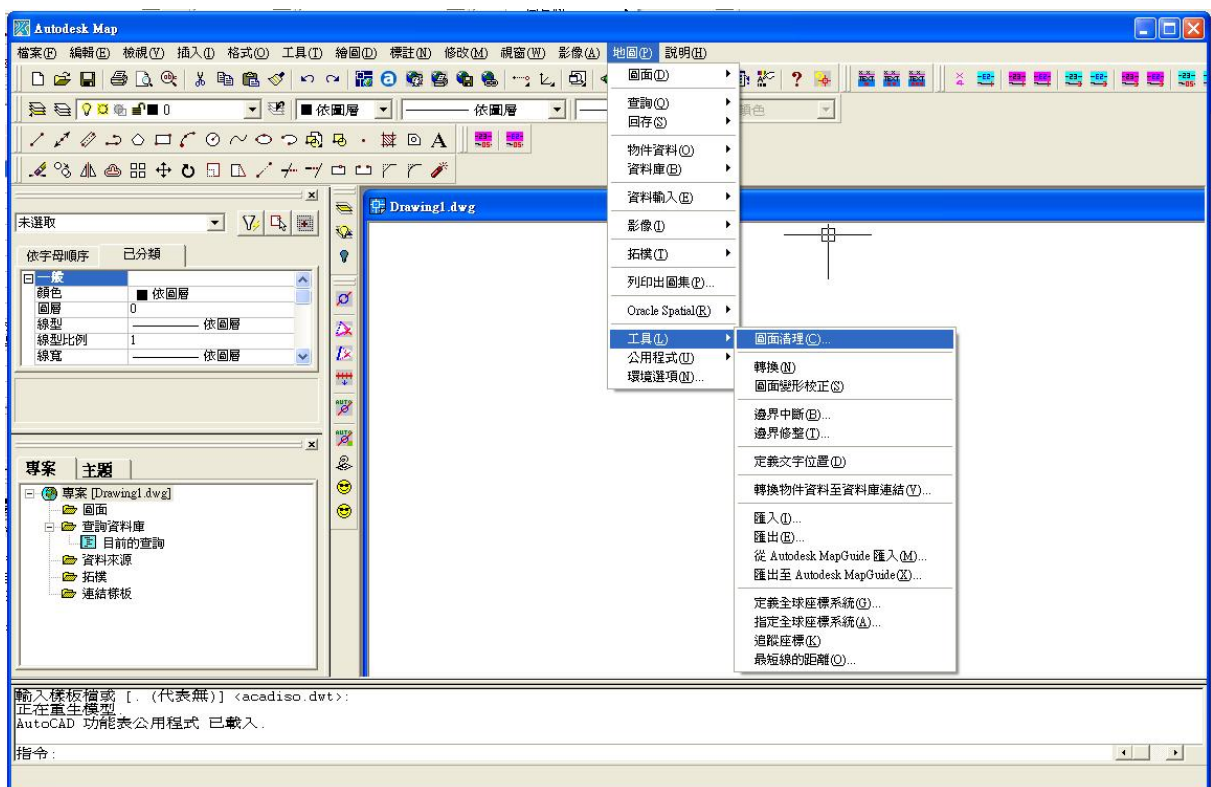 Autodesk Map
檔案(F) 編輯(E) 檢視(V) 插入(I) 格式(O) 工具(T) 繪圖(D) 標註(N) 修改(M) 視窗(W) 影像(A) 地圖(P) 說明(H)
0 依圖層 依圖層 顏色
未選取
依字母順序 已分類
一般
顏色 依圖層
圖層 0
線型 依圖層
線型比例 1
線寬 依圖層
專案 主題
專案 [Drawing1.dwg]
圖面
查詢資料庫
目前的查詢
資料來源
拓樸
連結樣板
Drawing1.dwg
圖面(D)
查詢(Q)
回存(S)
物件資料(O)
資料庫(B)
資料輸入(E)
影像(I)
拓樸(T)
列印出圖集(P)...
Oracle Spatial(R)
工具(L)
公用程式(U)
環境選項(N)...
圖面清理(C)...
轉換(N)
圖面變形校正(S)
邊界中斷(B)...
邊界修整(T)...
定義文字位置(D)
轉換物件資料至資料庫連結(V)...
匯入(I)...
匯出(E)...
從 Autodesk MapGuide 匯入(M)...
匯出至 Autodesk MapGuide(X)...
定義全球座標系統(G)...
指定全球座標系統(A)...
追蹤座標(K)
最短線的距離(O)...
輸入樣板檔或 [. (代表無)] <acadiso.dwt>:
正在重生模型.
AutoCAD 功能表公用程式 已載入.
指令: